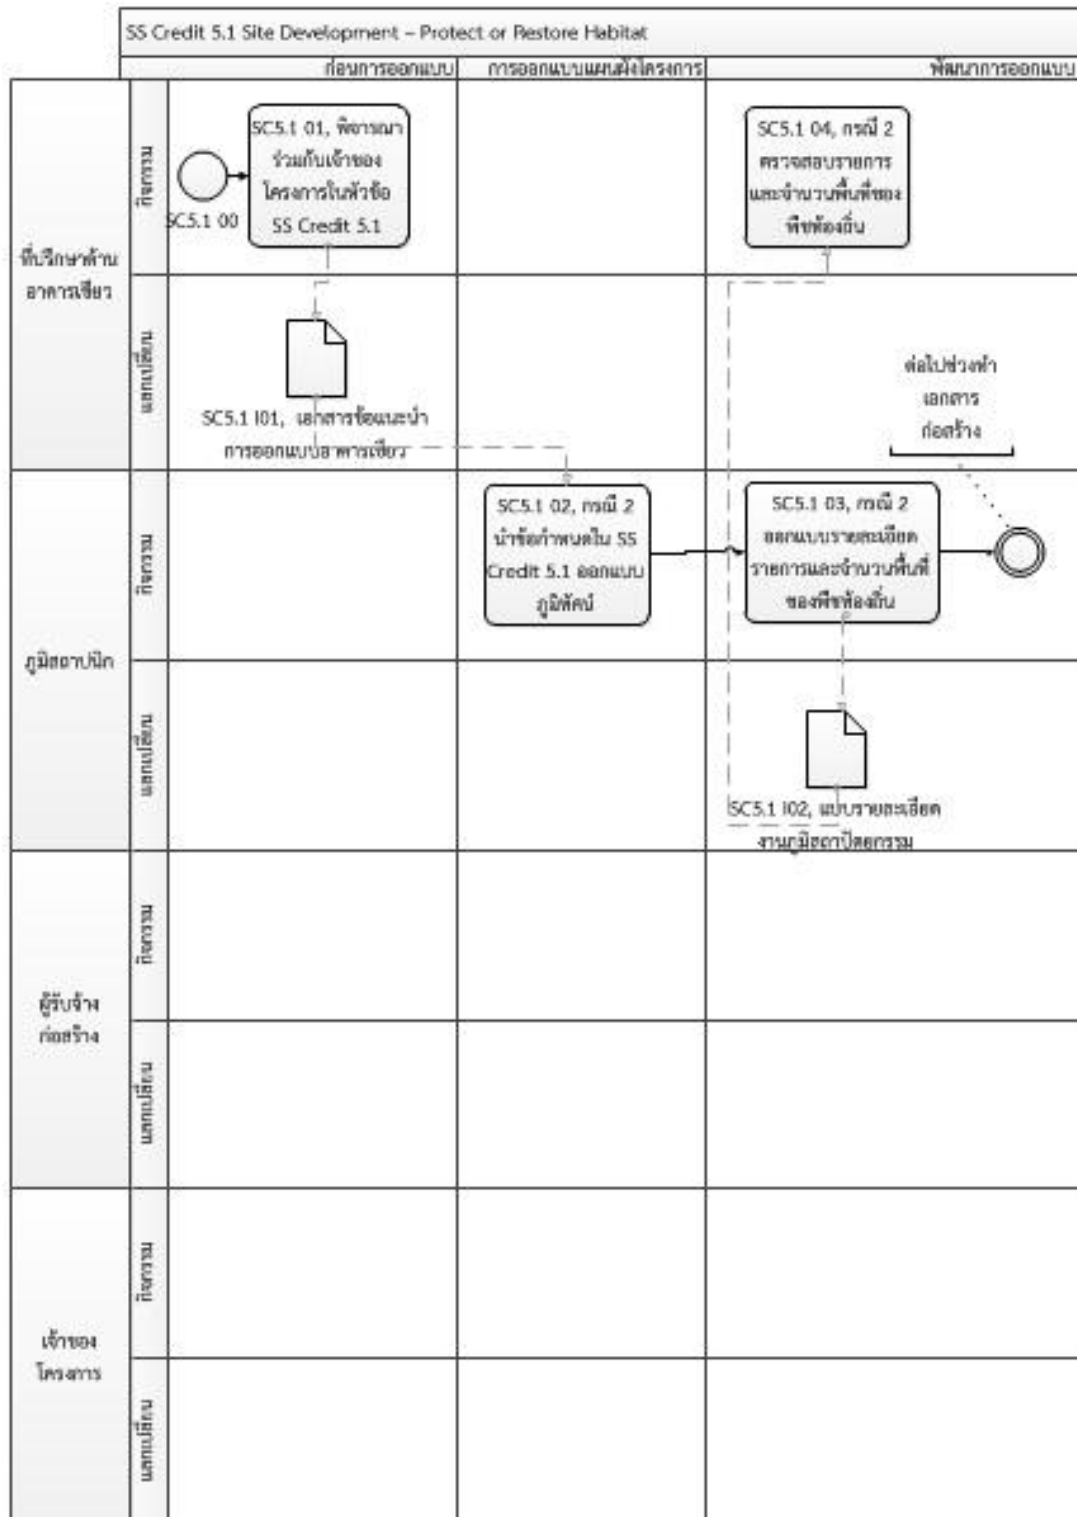 SS Credit 5.1 Site Development – Protect or Restore Habitat
ก่อนการออกแบบ
การออกแบบแผนผังโครงการ
พัฒนาการออกแบบ
ที่ปรึกษาด้าน
อาคารเขียว
กิจกรรม
SC5.1 00
SC5.1 01, พิจารณา
ร่วมกับเจ้าของ
โครงการในหัวข้อ
SS Credit 5.1
SC5.1 04, กรณี 2
ตรวจสอบรายการ
และจำนวนพื้นที่ของ
พืชท้องถิ่น
แลกเปลี่ยน
SC5.1 I01, เอกสารข้อแนะนำ
การออกแบบอาคารเขียว
ต่อไปช่วงทำ
เอกสาร
ก่อสร้าง
ภูมิสถาปนิก
กิจกรรม
SC5.1 02, กรณี 2
นำข้อกำหนดใน SS
Credit 5.1 ออกแบบ
ภูมิทัศน์
SC5.1 03, กรณี 2
ออกแบบรายละเอียด
รายการและจำนวนพื้นที่
ของพืชท้องถิ่น
แลกเปลี่ยน
SC5.1 I02, แบบรายละเอียด
งานภูมิสถาปัตยกรรม
ผู้รับจ้าง
ก่อสร้าง
กิจกรรม
แลกเปลี่ยน
เจ้าของ
โครงการ
กิจกรรม
แลกเปลี่ยน